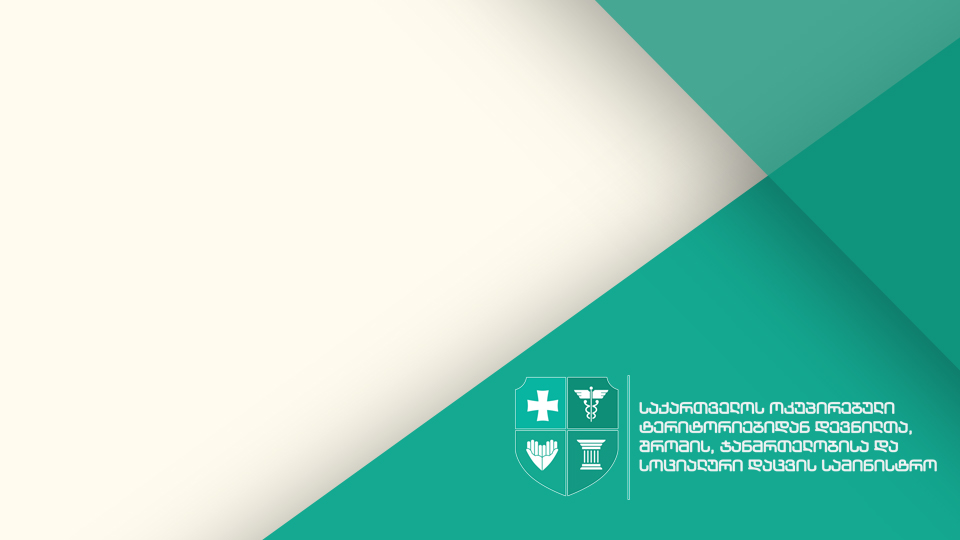 საქართველოს ოკუპირებული
ტერიტორიებიდან დევნილთა,
შრომის, ჯანმრთელობისა და
სოციალური დაცვის სამინისტრო